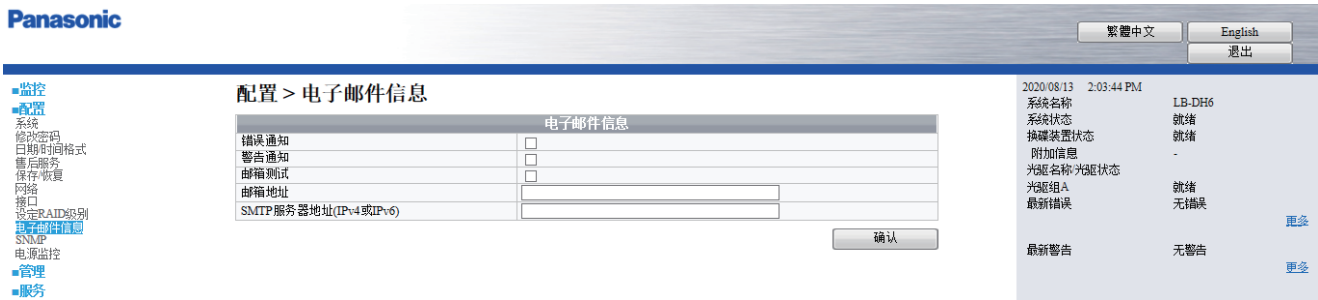 Panasonic
繁體中文
English
退出
■监控
■配置
系统
修改密码
日期/时间格式
售后服务
保存/恢复
网络
接口
设定RAID级别
电子邮件信息
SNMP
电源监控
■管理
■服务
配置 > 电子邮件信息
电子邮件信息
错误通知
警告通知
邮箱测试
邮箱地址
SMTP服务器地址(IPv4或IPv6)
确认
2020/08/13 2:03:44 PM
系统名称 LB-DH6
系统状态 就绪
换碟装置状态 就绪
附加信息 -
光驱名称/光驱状态
光驱组A 就绪
最新错误 无错误
更多
最新警告 无警告
更多